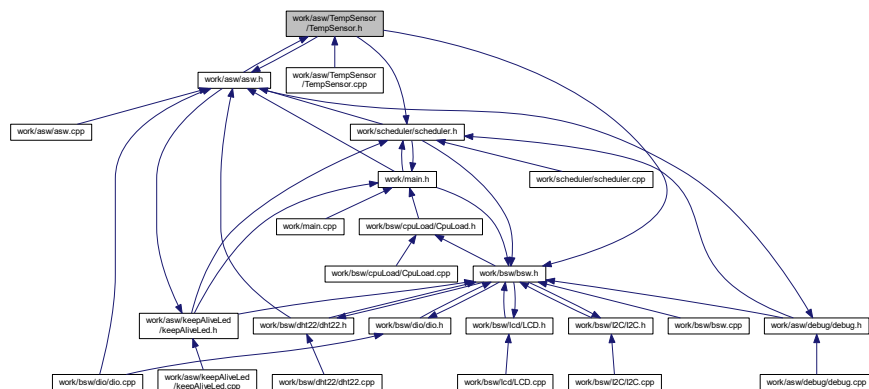 work/asw/TempSensor
/TempSensor.h
work/asw/asw.h
work/asw/TempSensor
/TempSensor.cpp
work/asw/asw.cpp
work/scheduler/scheduler.h
work/main.h
work/scheduler/scheduler.cpp
work/main.cpp
work/bsw/cpuLoad/CpuLoad.h
work/bsw/cpuLoad/CpuLoad.cpp
work/bsw/bsw.h
work/asw/keepAliveLed
/keepAliveLed.h
work/bsw/dht22/dht22.h
work/bsw/dio/dio.h
work/bsw/lcd/LCD.h
work/bsw/I2C/I2C.h
work/bsw/bsw.cpp
work/asw/debug/debug.h
work/bsw/dio/dio.cpp
work/asw/keepAliveLed
/keepAliveLed.cpp
work/bsw/dht22/dht22.cpp
work/bsw/lcd/LCD.cpp
work/bsw/I2C/I2C.cpp
work/asw/debug/debug.cpp